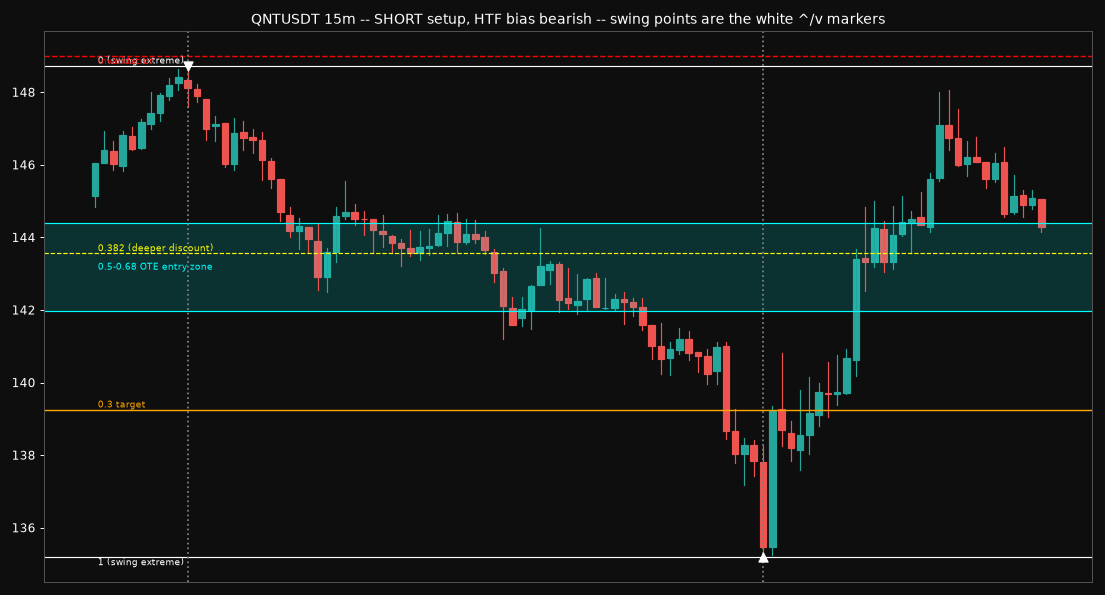 QNTUSDT 15m -- SHORT setup, HTF bias bearish -- swing points are the white ^/v markers
0 (swing extreme)
148
146
144
0.382 (deeper discount)
0.5-0.68 OTE entry zone
142
140
0.3 target
138
136
1 (swing extreme)